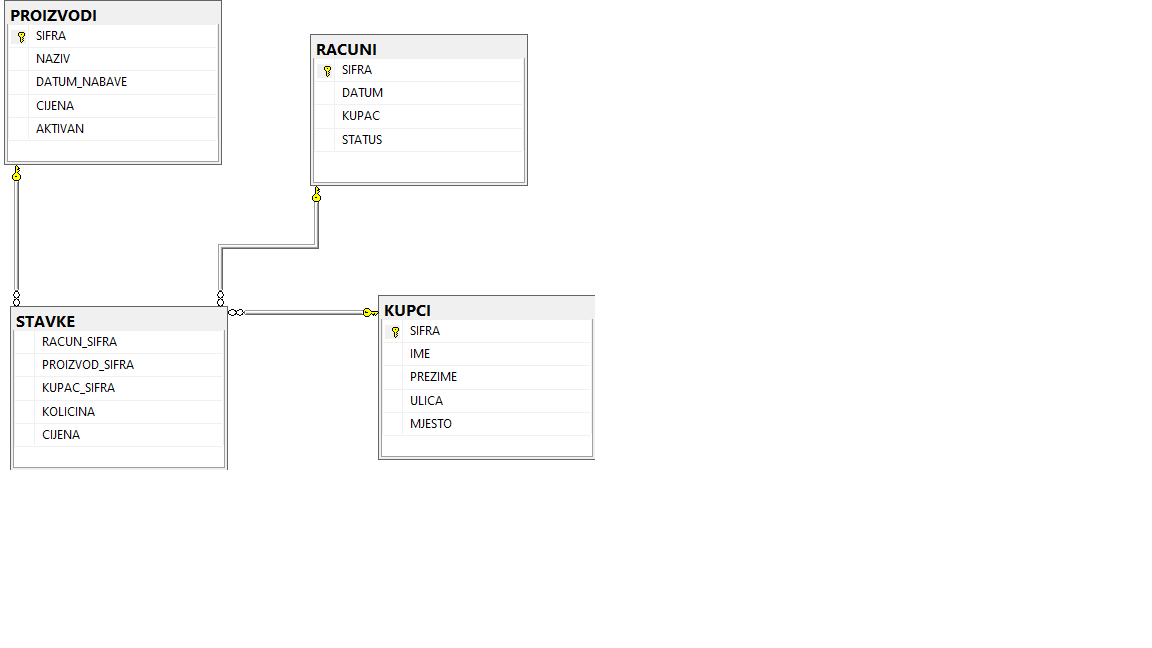 PROIZVODI
SIFRA
NAZIV
DATUM_NABAVE
CIJENA
AKTIVAN
RACUNI
SIFRA
DATUM
KUPAC
STATUS
STAVKE
RACUN_SIFRA
PROIZVOD_SIFRA
KUPAC_SIFRA
KOLICINA
CIJENA
KUPCI
SIFRA
IME
PREZIME
ULICA
MJESTO